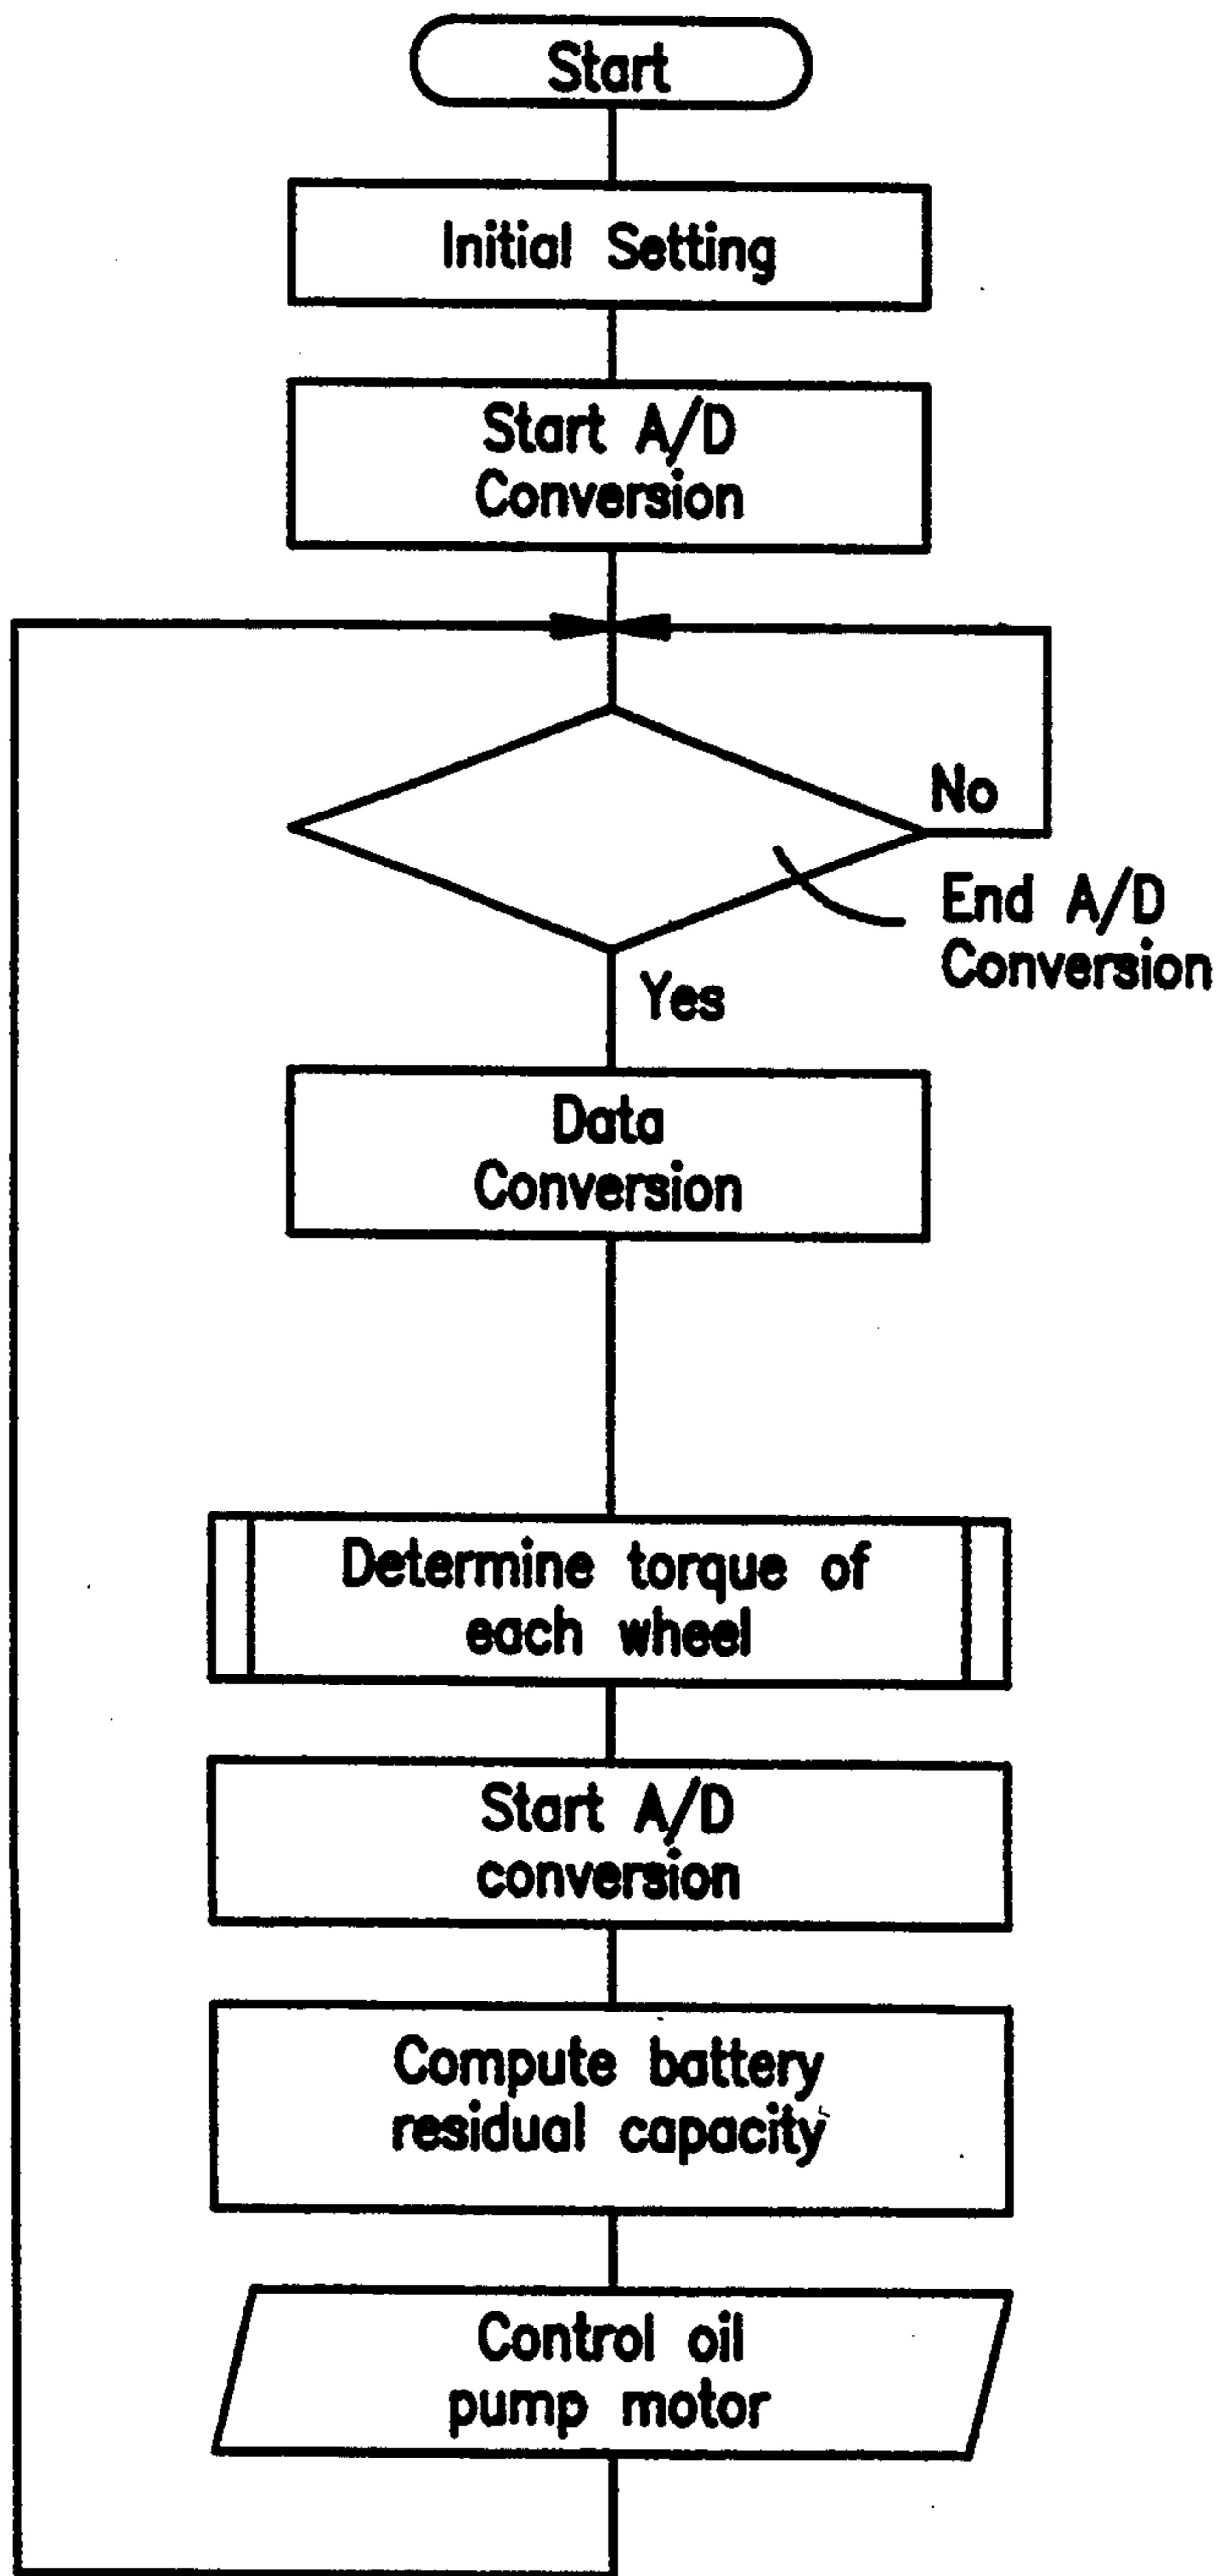 Start
Initial Setting
Start A/D
Conversion
No
End A/D
Conversion
Yes
Data
Conversion
Determine torque of
each wheel
Start A/D
conversion
Compute battery
residual capacity
Control oil
pump motor